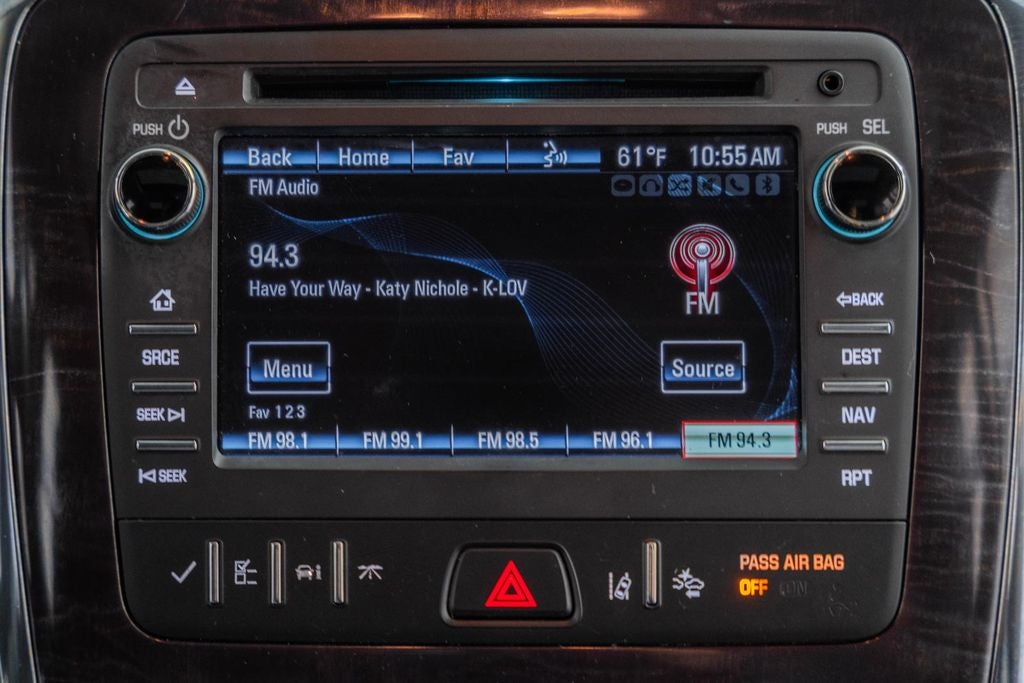 PUSH
PUSH SEL
Back Home Fav 61°F 10:55 AM
FM Audio
94.3
Have Your Way - Katy Nichole - K-LOV
FM
BACK
SRCE
DEST
Menu
Source
SEEK
NAV
Fav 1 2 3
FM 98.1 FM 99.1 FM 98.5 FM 96.1 FM 94.3
SEEK
RPT
PASS AIR BAG
OFF ON